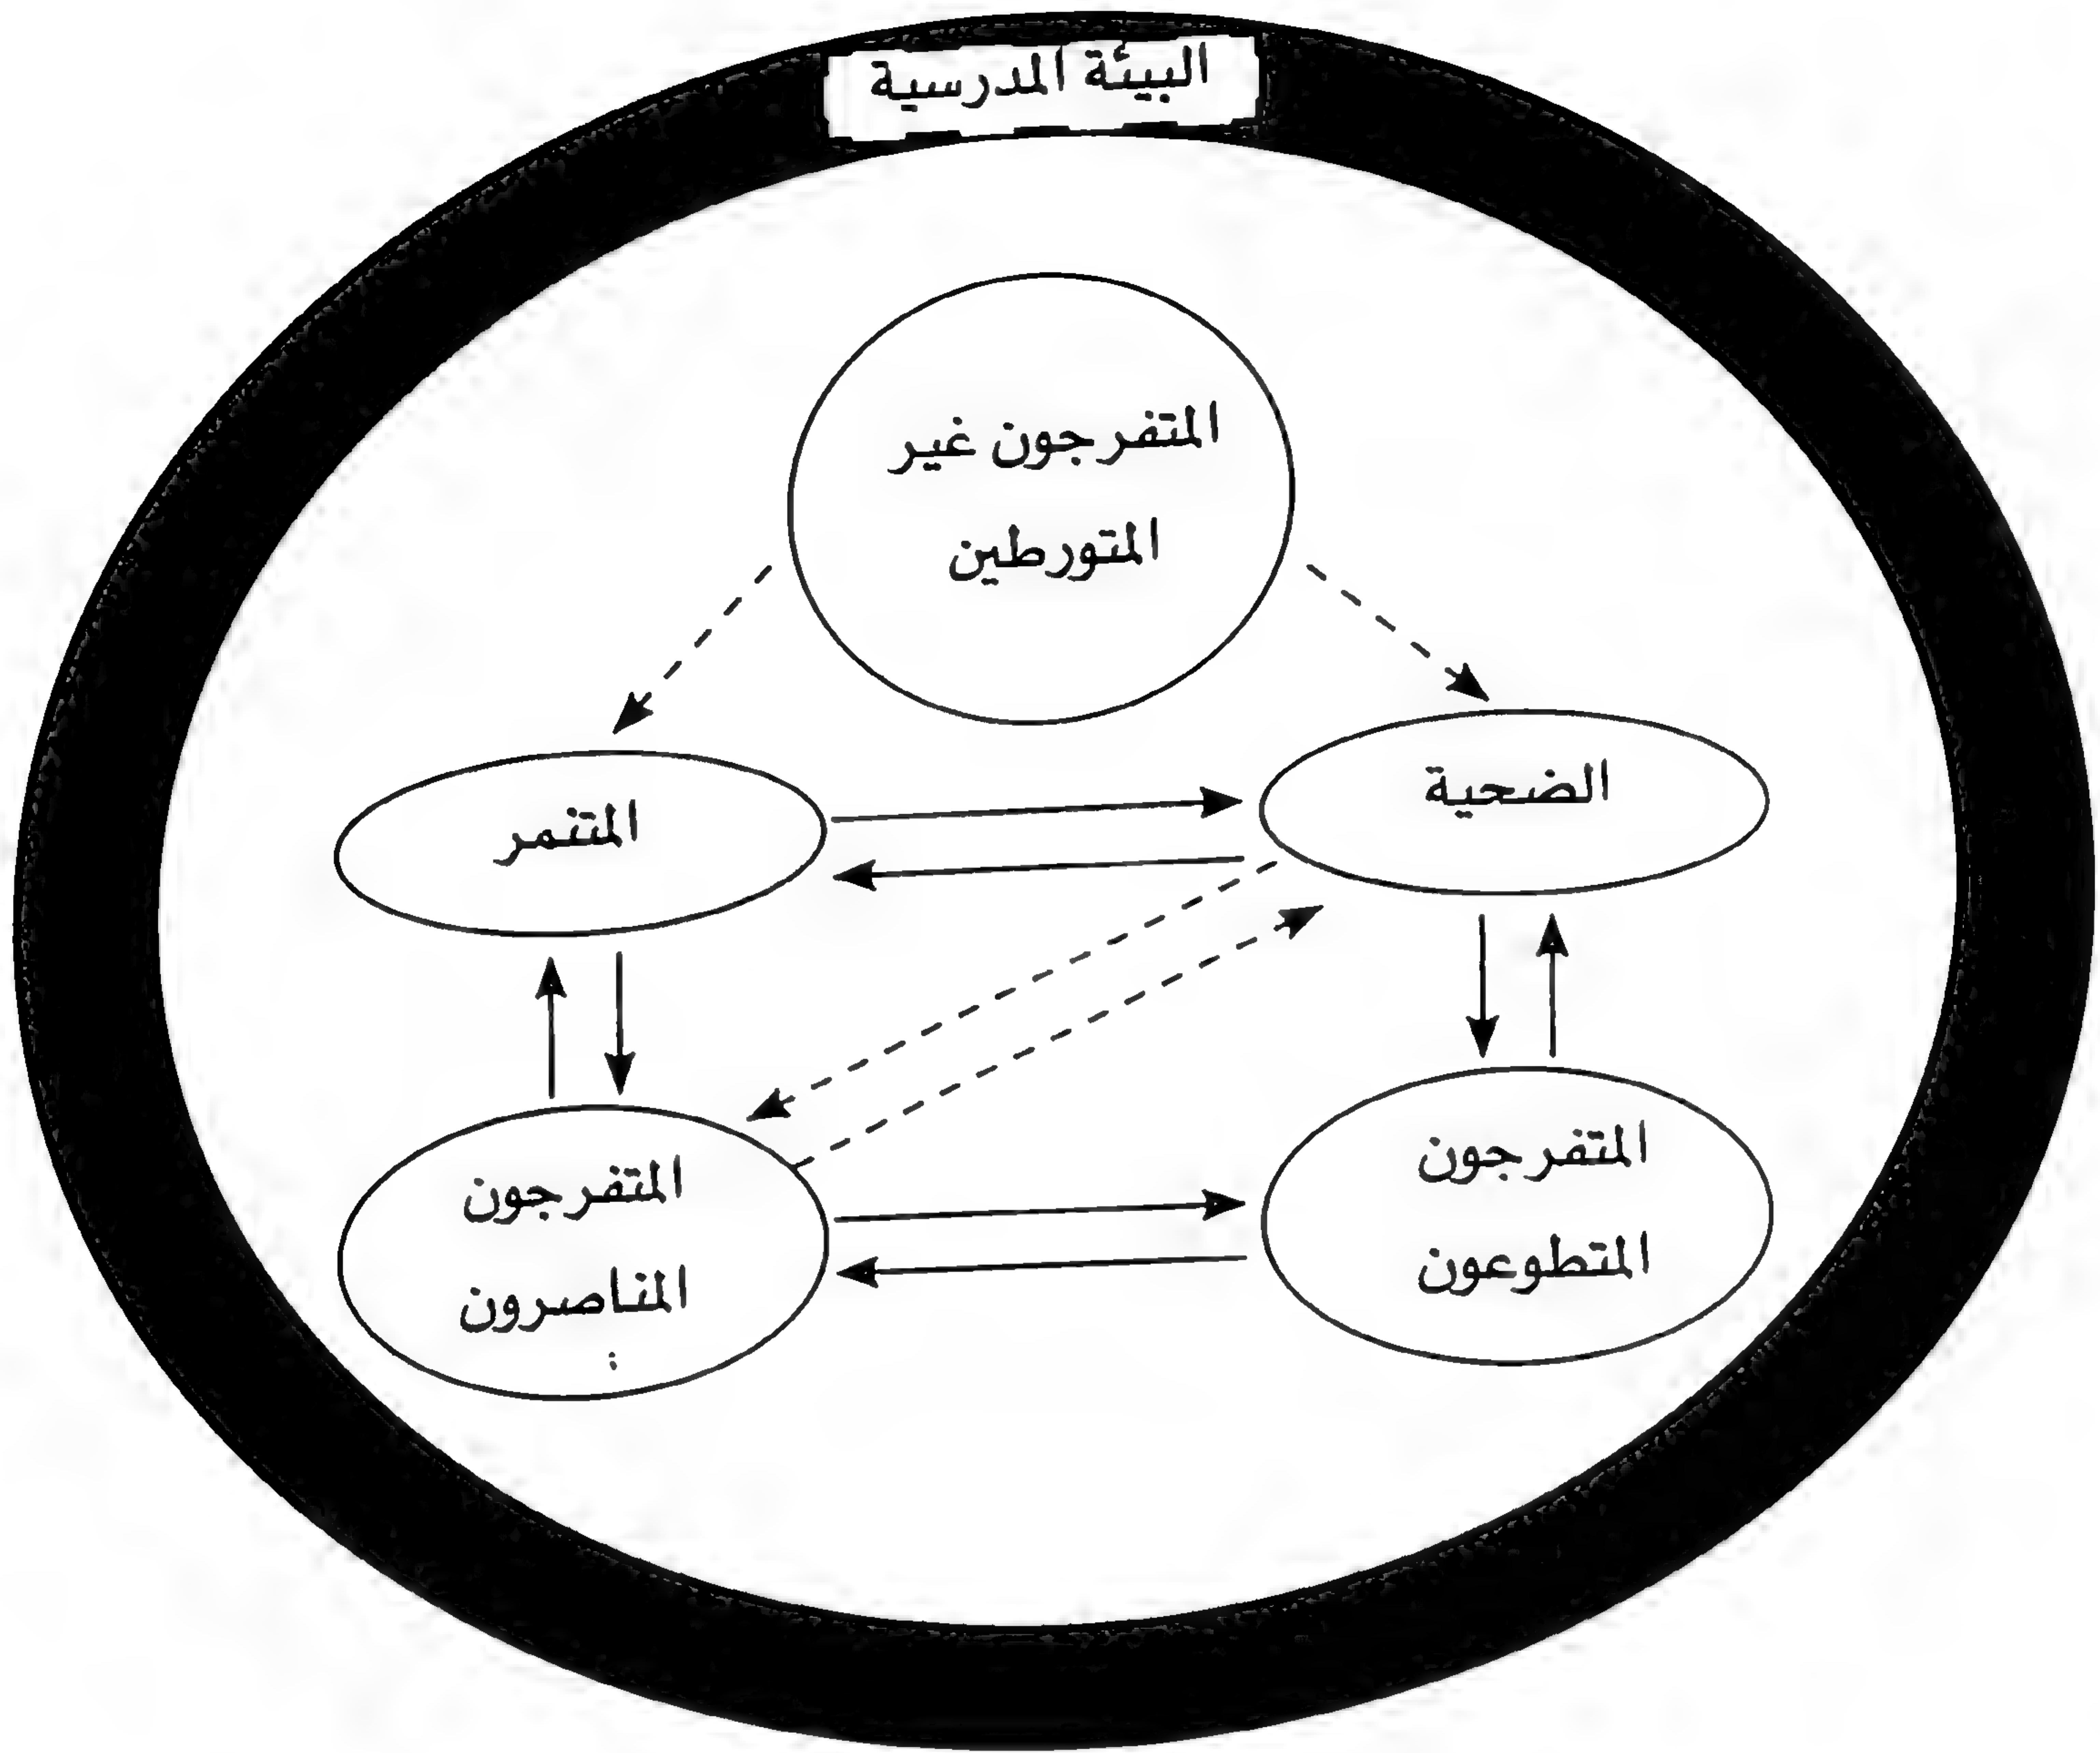 البيئة المدرسية
المتفرجون غير
المتورطين
الضحية
المتنمر
المتفرجون
المتطوعون
المتفرجون
المناصرون